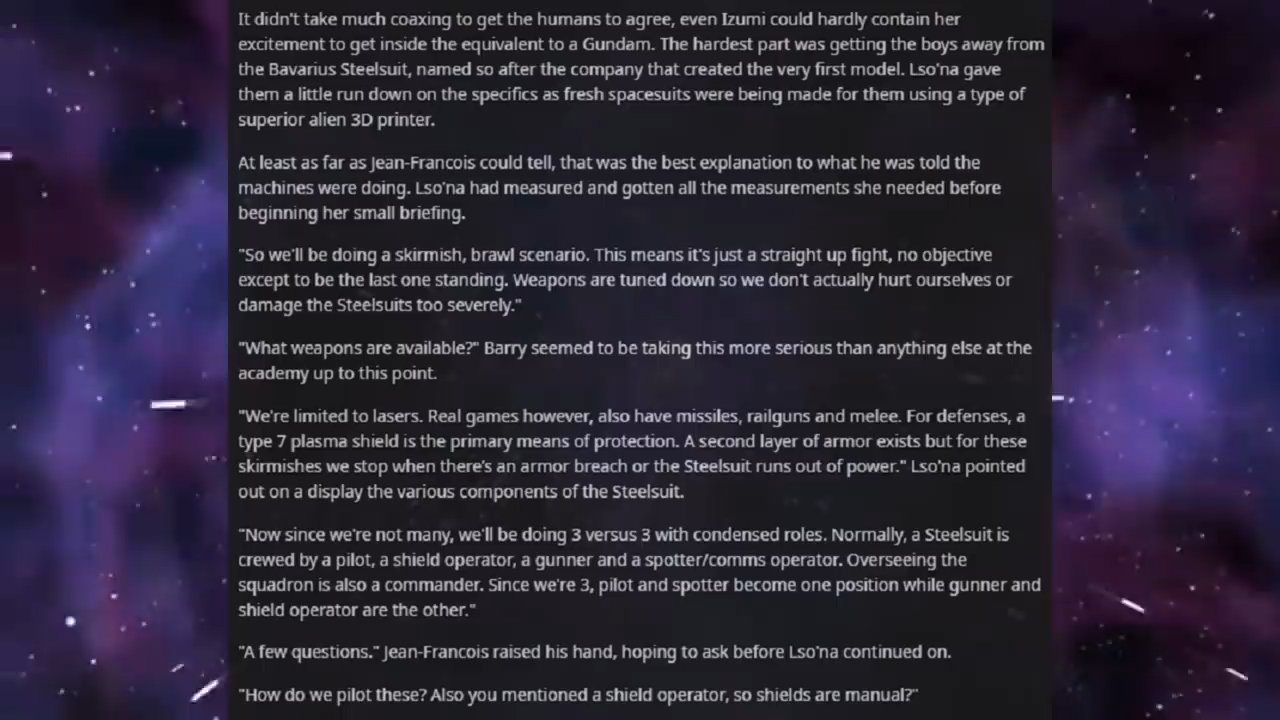 It didn't take much coaxing to get the humans to agree, even Izumi could hardly contain her
excitement to get inside the equivalent to a Gundam. The hardest part was getting the boys away from
the Bavarius Steelsuit, named so after the company that created the very first model. Lso'na gave
them a little run down on the specifics as fresh spacesuits were being made for them using a type of
superior alien 3D printer.
At least as far as Jean-Francois could tell, that was the best explanation to what he was told the
machines were doing. Lso'na had measured and gotten all the measurements she needed before
beginning her small briefing.
"So we'll be doing a skirmish, brawl scenario. This means it's just a straight up fight, no objective
except to be the last one standing. Weapons are tuned down so we don't actually hurt ourselves or
damage the Steelsuits too severely."
"What weapons are available?" Barry seemed to be taking this more serious than anything else at the
academy up to this point.
"We're limited to lasers. Real games however, also have missiles, railguns and melee. For defenses, a
type 7 plasma shield is the primary means of protection. A second layer of armor exists but for these
skirmishes we stop when there's an armor breach or the Steelsuit runs out of power." Lso'na pointed
out on a display the various components of the Steelsuit.
"Now since we're not many, we'll be doing 3 versus 3 with condensed roles. Normally, a Steelsuit is
crewed by a pilot, a shield operator, a gunner and a spotter/comms operator. Overseeing the
squadron is also a commander. Since we're 3, pilot and spotter become one position while gunner and
shield operator are the other."
"A few questions." Jean-Francois raised his hand, hoping to ask before Lso'na continued on.
"How do we pilot these? Also you mentioned a shield operator, so shields are manual?"